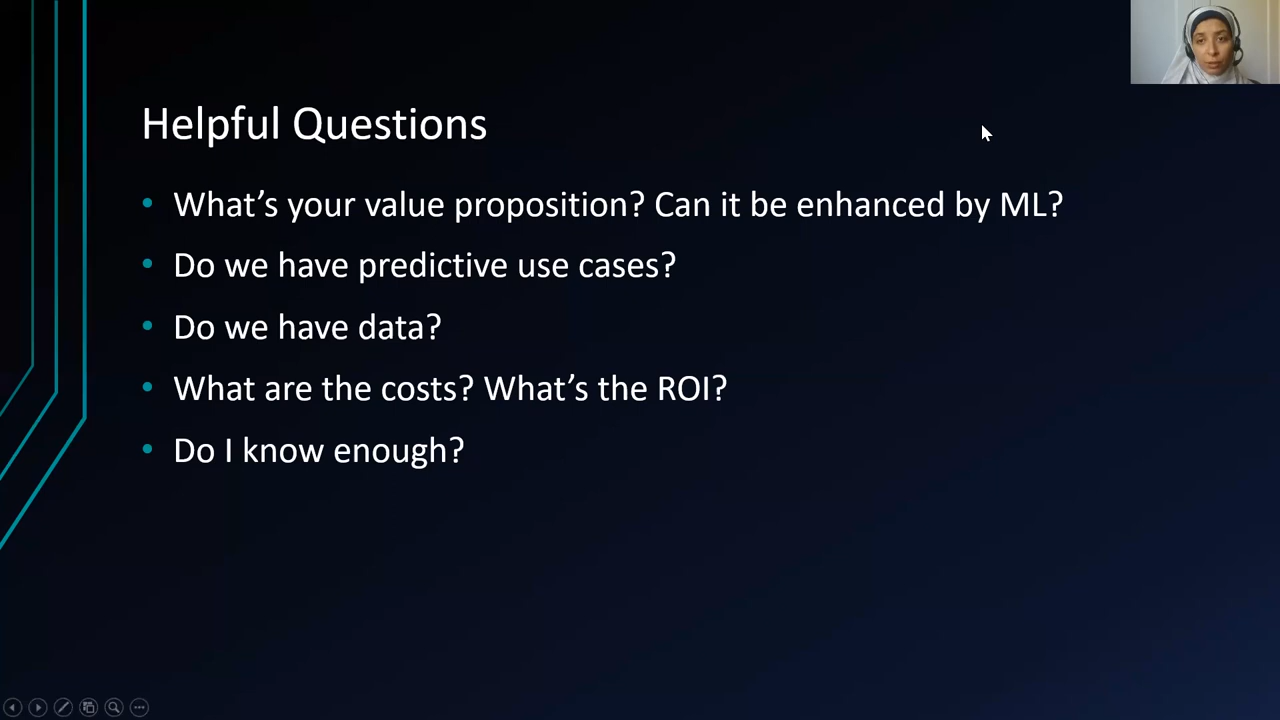 Helpful Questions
• What’s your value proposition? Can it be enhanced by ML?
• Do we have predictive use cases?
• Do we have data?
• What are the costs? What’s the ROI?
• Do I know enough?